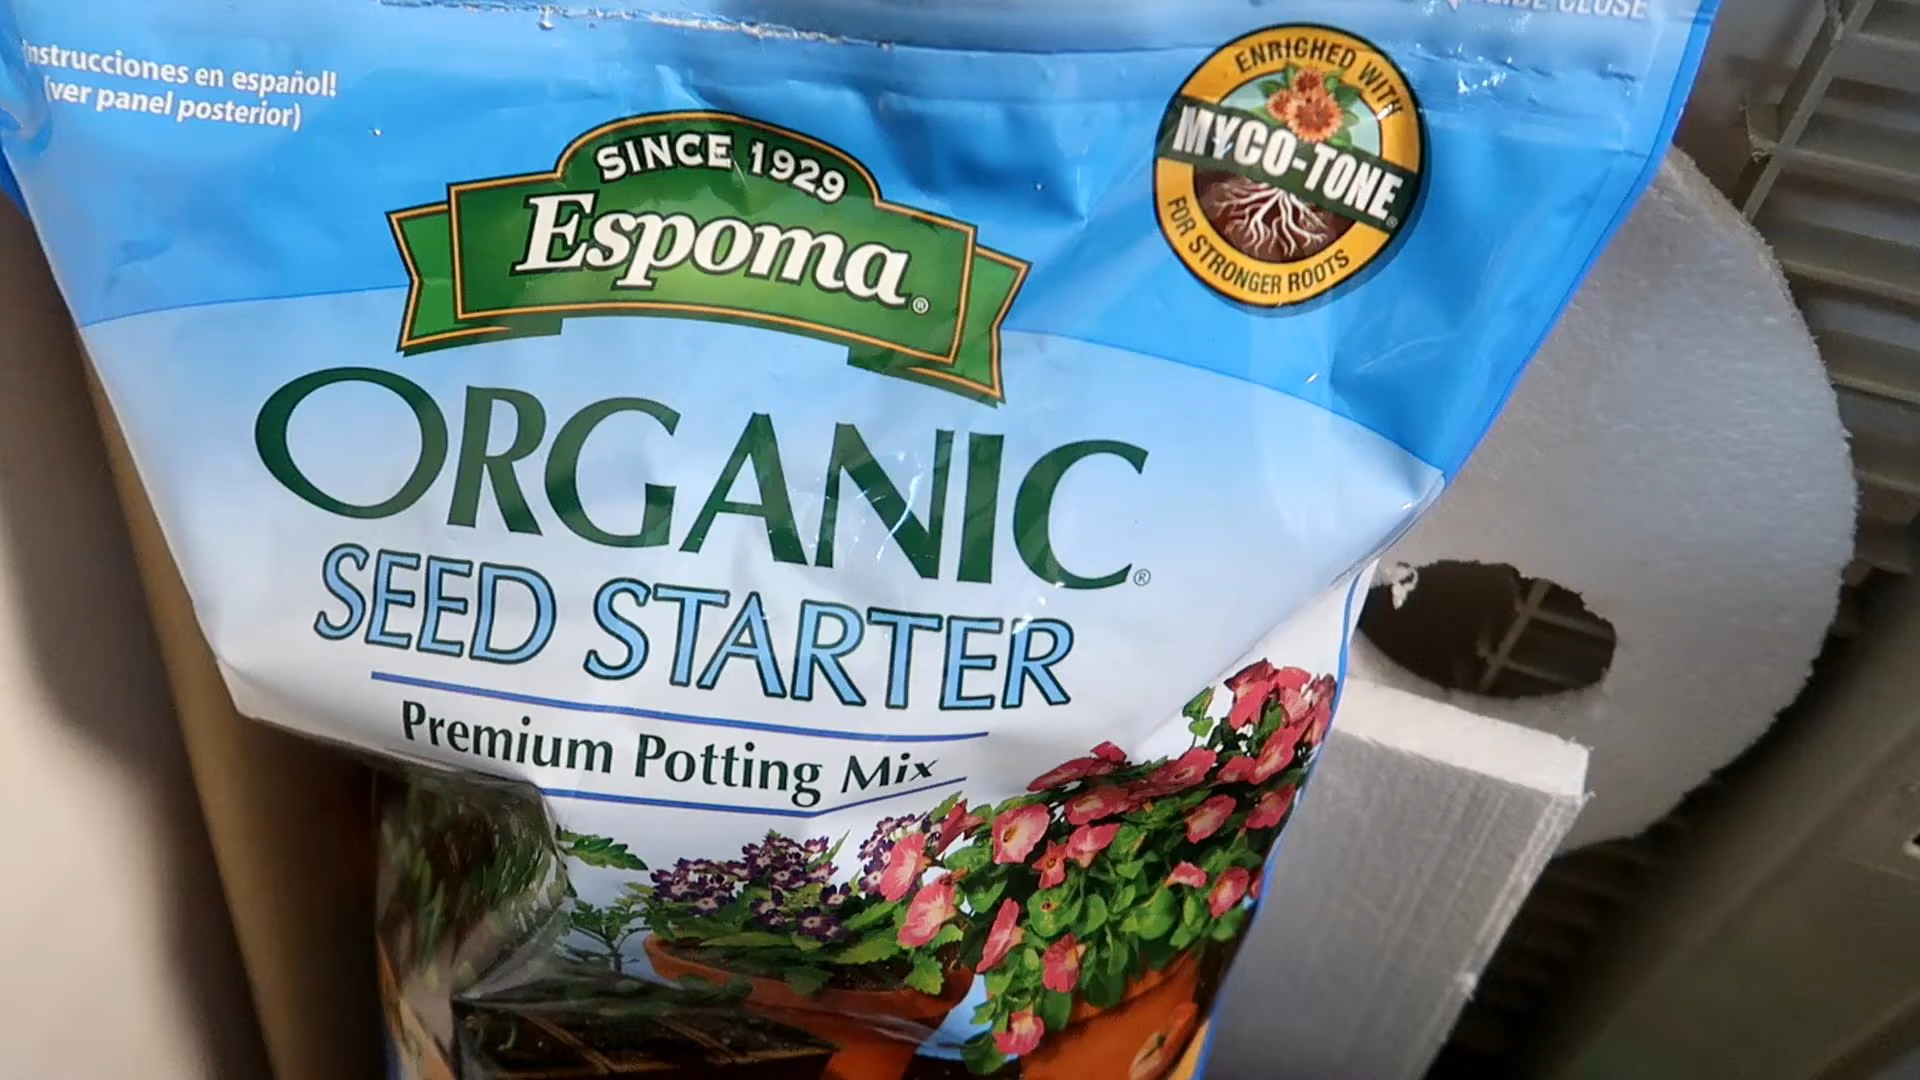 CLOSE
instrucciones en español!
(ver panel posterior)
ENRICHED WITH
MYCO-TONE®
FOR STRONGER ROOTS
SINCE 1929
Espoma®
ORGANIC®
SEED STARTER
Premium Potting Mix